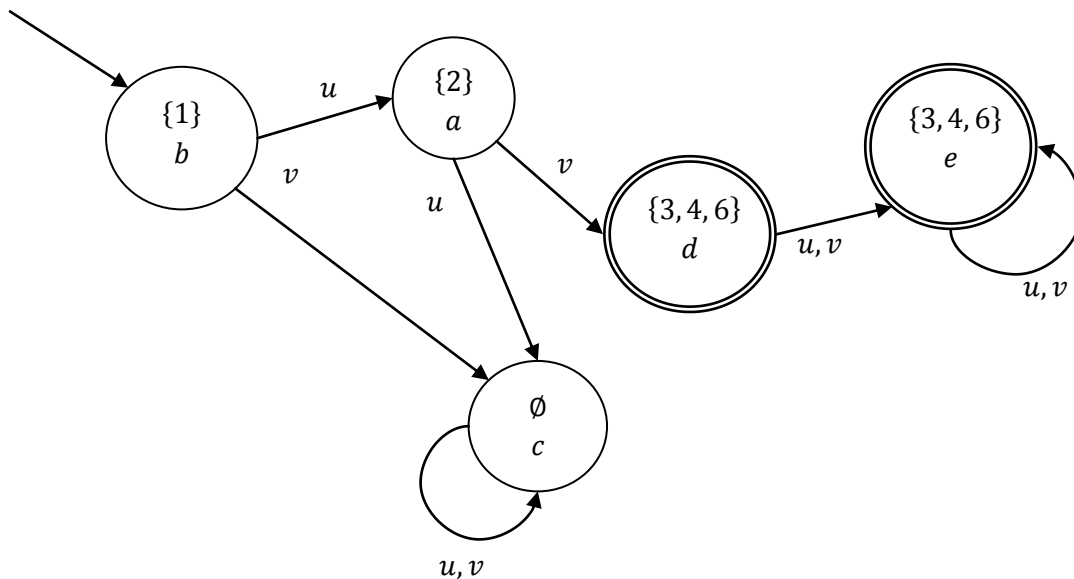 {1}
b
u
{2}
a
v
u
v
{3, 4, 6}
d
u, v
{3, 4, 6}
e
u, v
∅
c
u, v